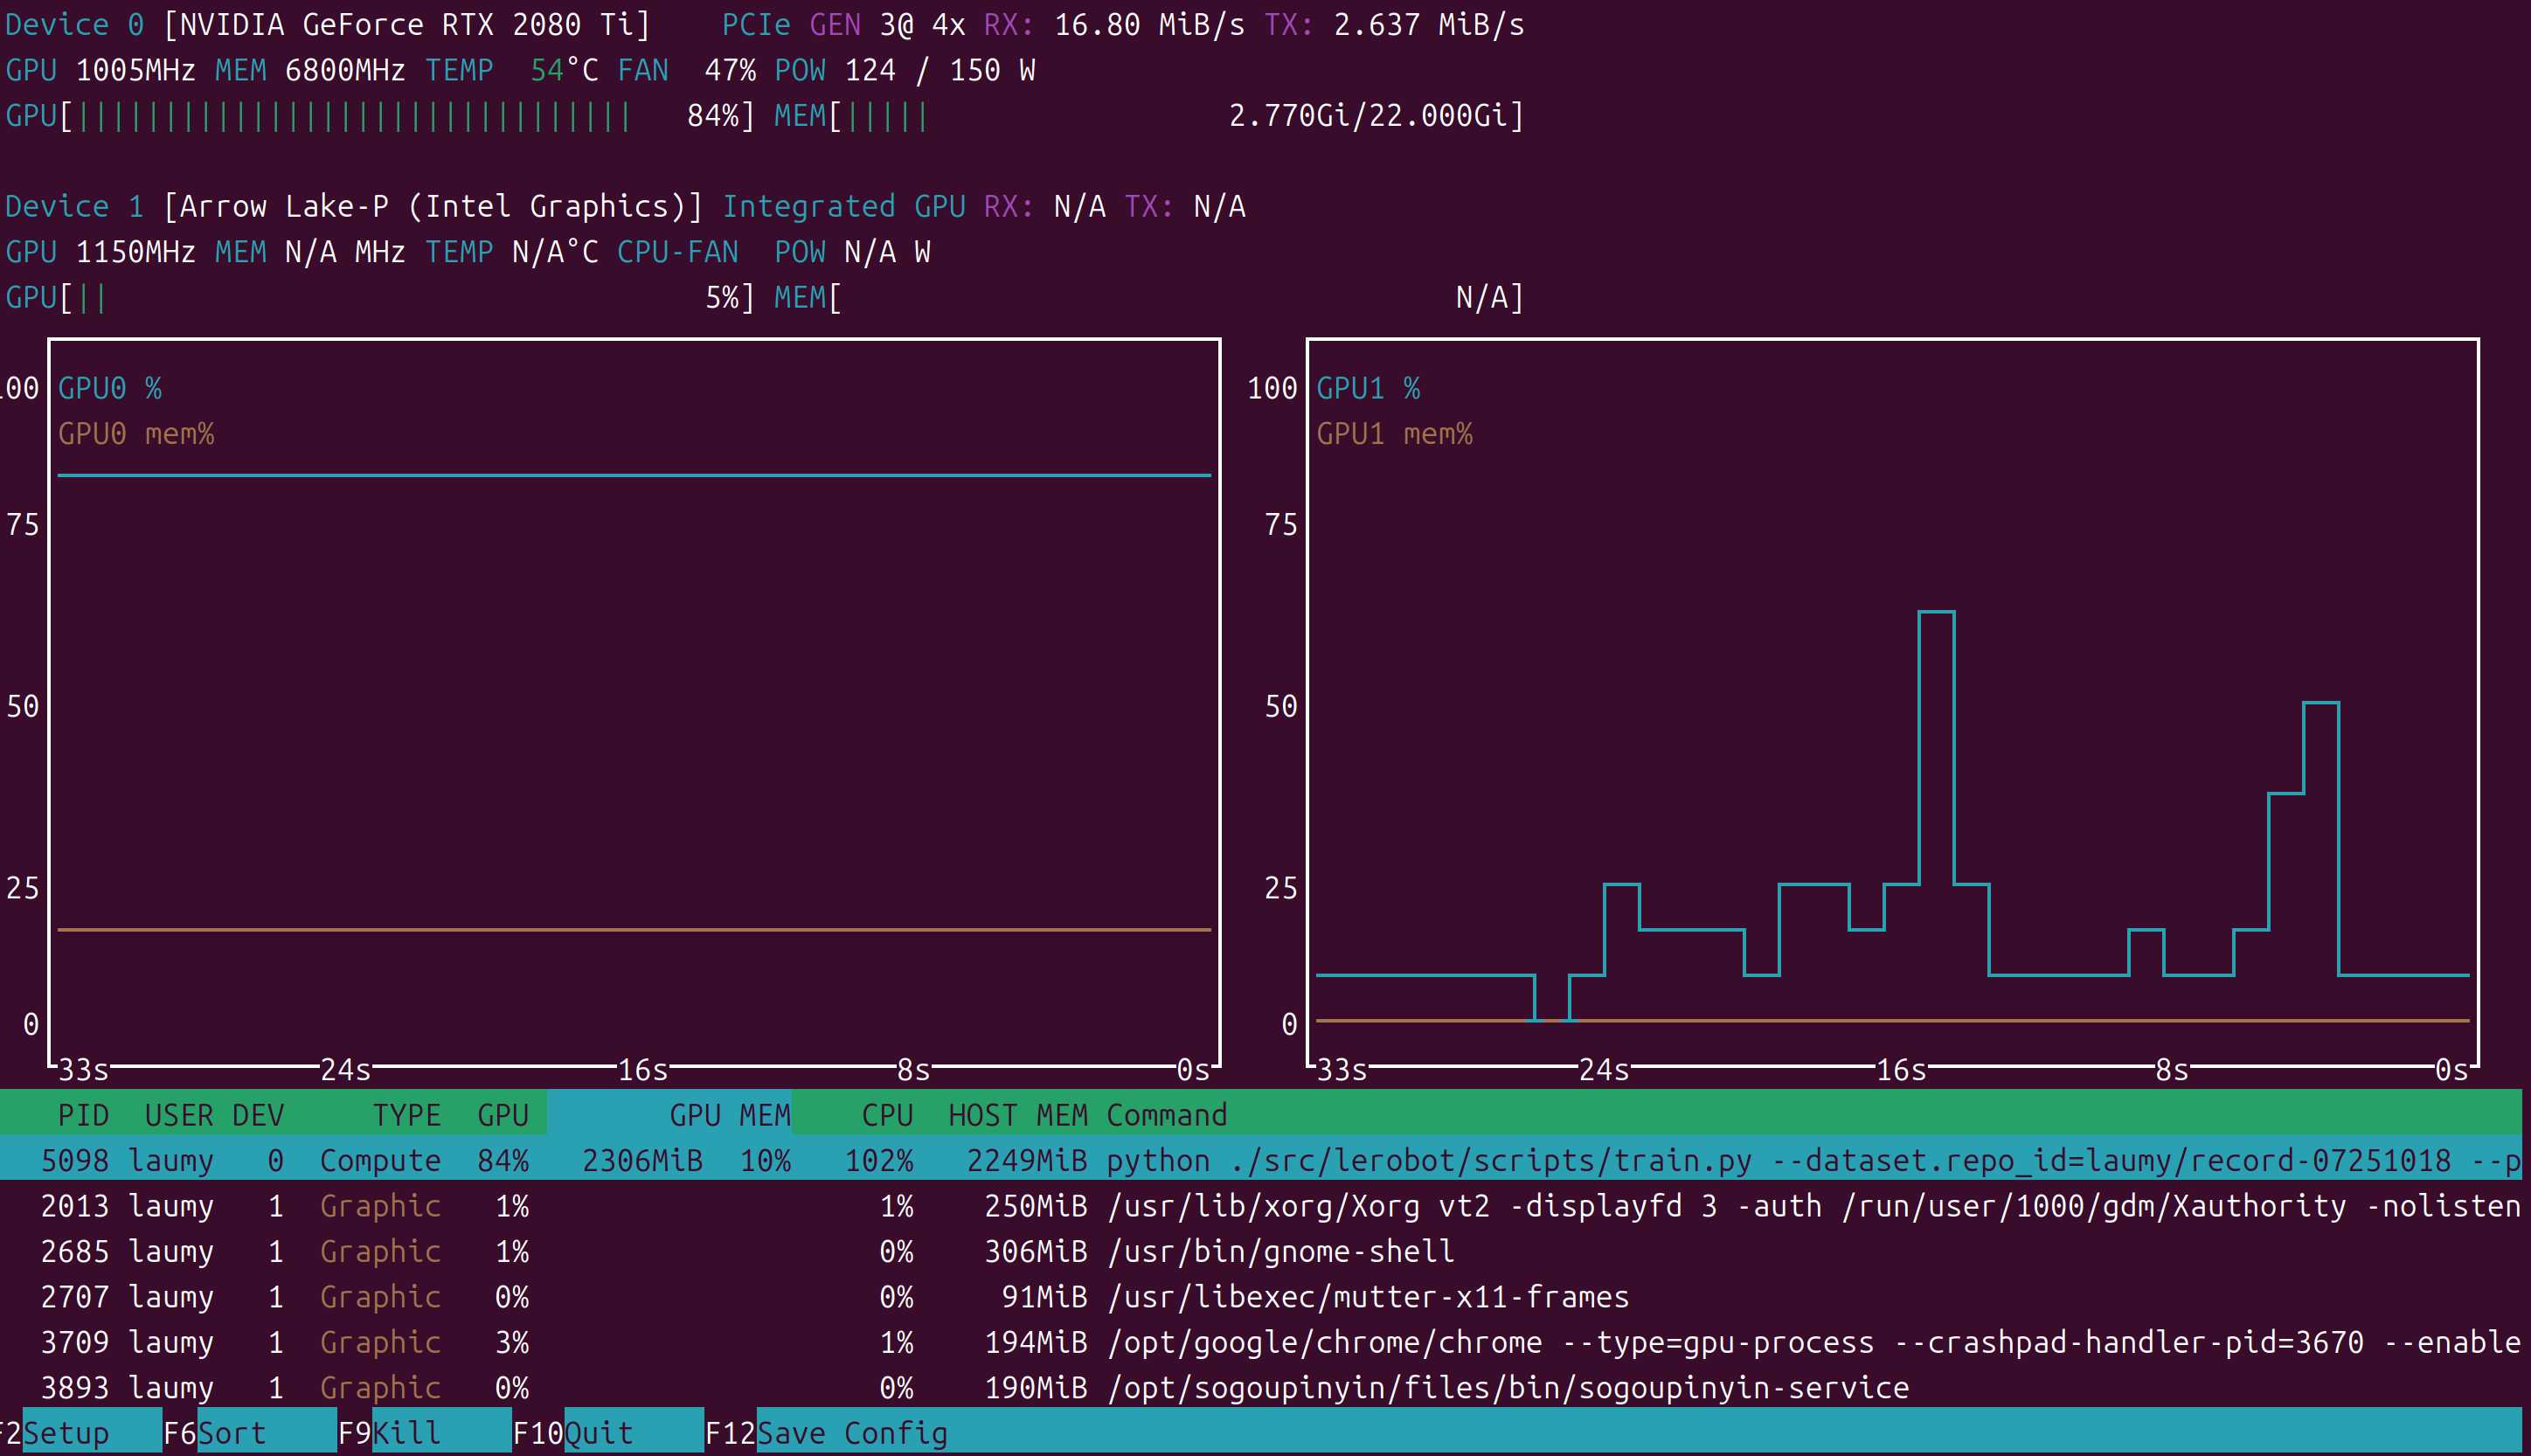 Device 0 [NVIDIA GeForce RTX 2080 Ti] PCIe GEN 3@ 4x RX: 16.80 MiB/s TX: 2.637 MiB/s
GPU 1005MHz MEM 6800MHz TEMP 54°C FAN 47% POW 124 / 150 W
GPU[|||||||||||||||||||||||||||||||| 84%] MEM[||||| 2.770Gi/22.000Gi]
Device 1 [Arrow Lake-P (Intel Graphics)] Integrated GPU RX: N/A TX: N/A
GPU 1150MHz MEM N/A MHz TEMP N/A°C CPU-FAN POW N/A W
GPU[|| 5%] MEM[ N/A]
100 GPU0 % 100 GPU1 %
GPU0 mem% GPU1 mem%
75 75
50 50
25 25
0 0
33s 24s 16s 8s 0s 33s 24s 16s 8s 0s
PID USER DEV TYPE GPU GPU MEM CPU HOST MEM Command
5098 laumy 0 Compute 84% 2306MiB 10% 102% 2249MiB python ./src/lerobot/scripts/train.py --dataset.repo_id=laumy/record-07251018 --p
2013 laumy 1 Graphic 1% 1% 250MiB /usr/lib/xorg/Xorg vt2 -displayfd 3 -auth /run/user/1000/gdm/Xauthority -nolisten
2685 laumy 1 Graphic 1% 0% 306MiB /usr/bin/gnome-shell
2707 laumy 1 Graphic 0% 0% 91MiB /usr/libexec/mutter-x11-frames
3709 laumy 1 Graphic 3% 1% 194MiB /opt/google/chrome/chrome --type=gpu-process --crashpad-handler-pid=3670 --enable
3893 laumy 1 Graphic 0% 0% 190MiB /opt/sogoupinyin/files/bin/sogoupinyin-service
F2Setup F6Sort F9Kill F10Quit F12Save Config